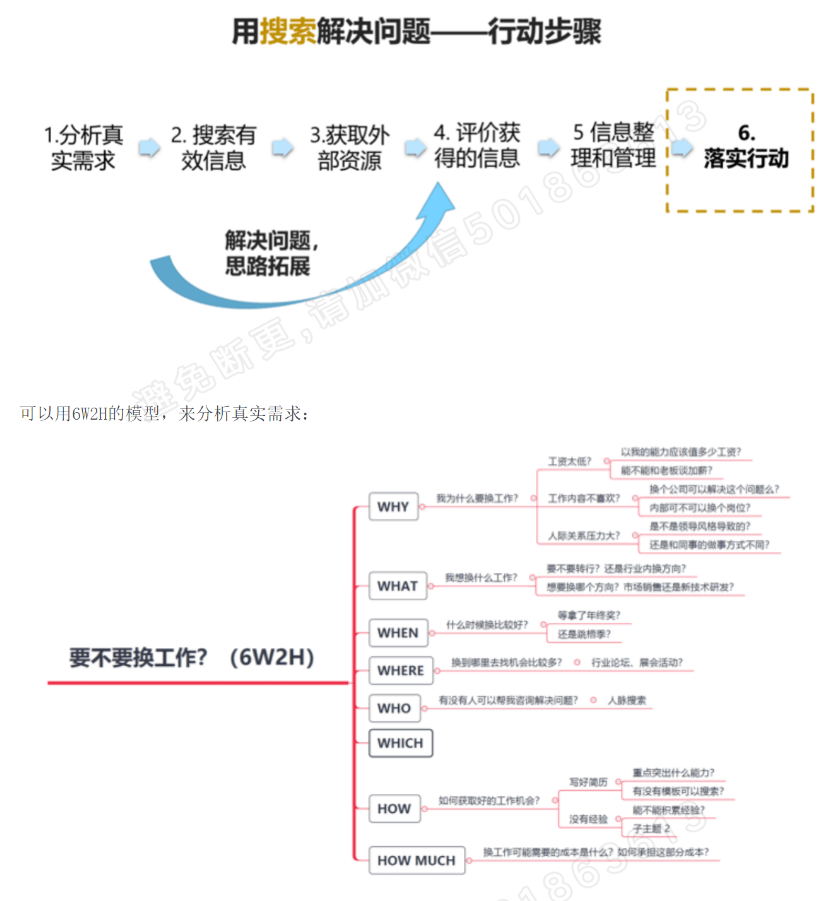 用搜索解决问题——行动步骤
1.分析真
实需求
2. 搜索有
效信息
3.获取外
部资源
4. 评价获
得的信息
5 信息整
理和管理
6.
落实行动
解决问题，
思路拓展
避免断更,请加微信501863613
可以用6W2H的模型，来分析真实需求：
要不要换工作？（6W2H）
WHY
我为什么要换工作？
工资太低？
以我的能力应该值多少工资？
能不能和老板谈加薪？
工作内容不喜欢？
换个公司可以解决这个问题么？
内部可不可以换个岗位？
人际关系压力大？
是不是领导风格导致的？
还是和同事的做事方式不同？
WHAT
我想换什么工作？
要不要转行？还是行业内换方向？
想要换哪个方向？市场销售还是新技术研发？
WHEN
什么时候换比较好？
等拿了年终奖？
还是跳槽季？
WHERE
换到哪里去找机会比较多？
行业论坛、展会活动？
WHO
有没有人可以帮我咨询解决问题？
人脉搜索
WHICH
HOW
如何获取好的工作机会？
写好简历
重点突出什么能力？
有没有模板可以搜索？
没有经验
能不能积累经验？
子主题 2
HOW MUCH
换工作可能需要的成本是什么？如何承担这部分成本？
501863613